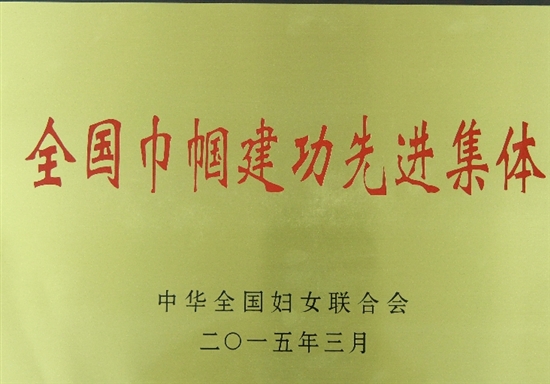 全国巾帼建功先进集体
中华全国妇女联合会
二〇一五年三月